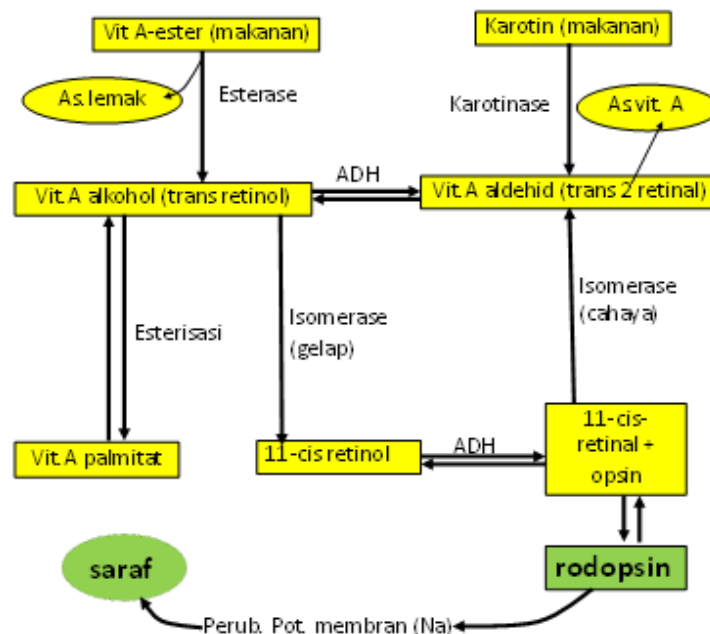 Vit A-ester (makanan)
Karotin (makanan)
As. lemak
Esterase
Karotinase
As.vit. A
Vit.A alkohol (trans retinol)
ADH
Vit.A aldehid (trans 2 retinal)
Esterisasi
Isomerase
(gelap)
Isomerase
(cahaya)
Vit.A palmitat
11-cis retinol
ADH
11-cis-
retinal +
opsin
saraf
rodopsin
Perub. Pot. membran (Na)